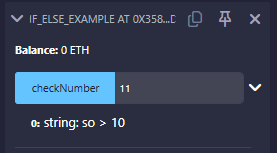 IF_ELSE_EXAMPLE AT 0X358...D
Balance: 0 ETH
checkNumber 11
0: string: so > 10